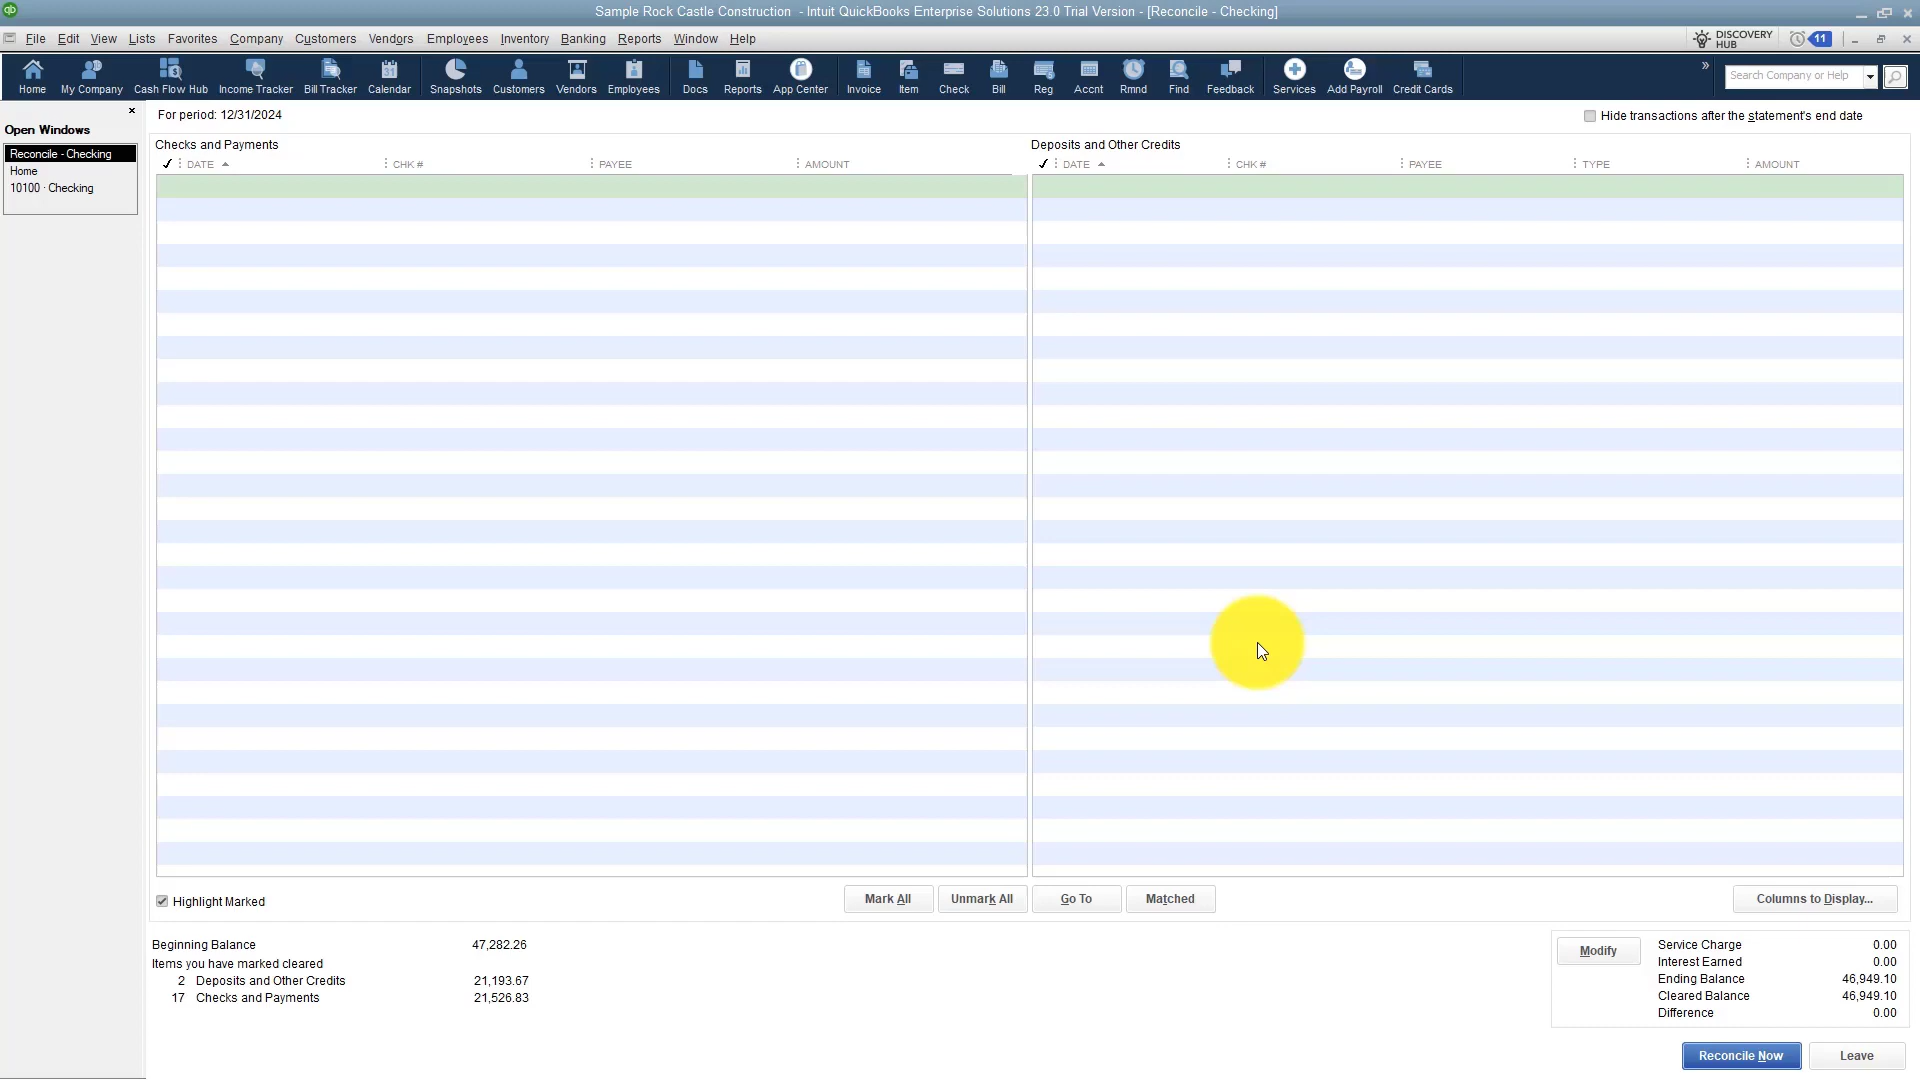 Sample Rock Castle Construction - Intuit QuickBooks Enterprise Solutions 23.0 Trial Version - [Reconcile - Checking]
File Edit View Lists Favorites Company Customers Vendors Employees Inventory Banking Reports Window Help
DISCOVERY HUB 11
Home My Company Cash Flow Hub Income Tracker Bill Tracker Calendar Snapshots Customers Vendors Employees Docs Reports App Center Invoice Item Check Bill Reg Accnt Rmnd Find Feedback Services Add Payroll Credit Cards » Search Company or Help
Open Windows
Reconcile - Checking
Home
10100 · Checking
For period: 12/31/2024
Hide transactions after the statement's end date
Checks and Payments
✓ DATE CHK # PAYEE AMOUNT
Deposits and Other Credits
✓ DATE CHK # PAYEE TYPE AMOUNT
Highlight Marked
Mark All Unmark All Go To Matched Columns to Display...
Beginning Balance 47,282.26
Items you have marked cleared
2 Deposits and Other Credits 21,193.67
17 Checks and Payments 21,526.83
Modify
Service Charge 0.00
Interest Earned 0.00
Ending Balance 46,949.10
Cleared Balance 46,949.10
Difference 0.00
Reconcile Now Leave